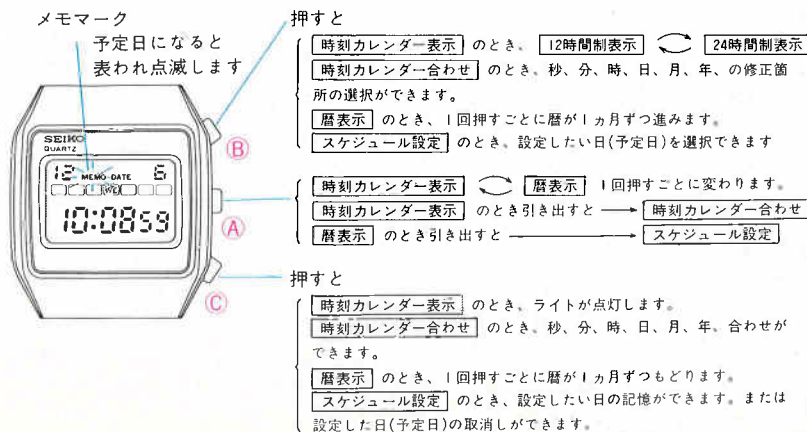 メモマーク
予定日になると
表われ点滅します
SEIKO
QUARTZ
12 MEMO-DATE 6
WE
10:08 59
Ⓑ
Ⓐ
Ⓒ
押すと
時刻カレンダー表示 のとき、 12時間制表示 24時間制表示
時刻カレンダー合わせ のとき、秒、分、時、日、月、年、の修正箇
所の選択ができます。
暦表示 のとき、1回押すごとに暦が1ヵ月ずつ進みます。
スケジュール設定 のとき、設定したい日(予定日)を選択できます
時刻カレンダー表示 暦表示 1回押すごとに変わります。
時刻カレンダー表示 のとき引き出すと → 時刻カレンダー合わせ
暦表示 のとき引き出すと → スケジュール設定
押すと
時刻カレンダー表示 のとき、ライトが点灯します。
時刻カレンダー合わせ のとき、秒、分、時、日、月、年、合わせが
できます。
暦表示 のとき、1回押すごとに暦が1ヵ月ずつもどります。
スケジュール設定 のとき、設定したい日の記憶ができます。または
設定した日(予定日)の取消しができます。